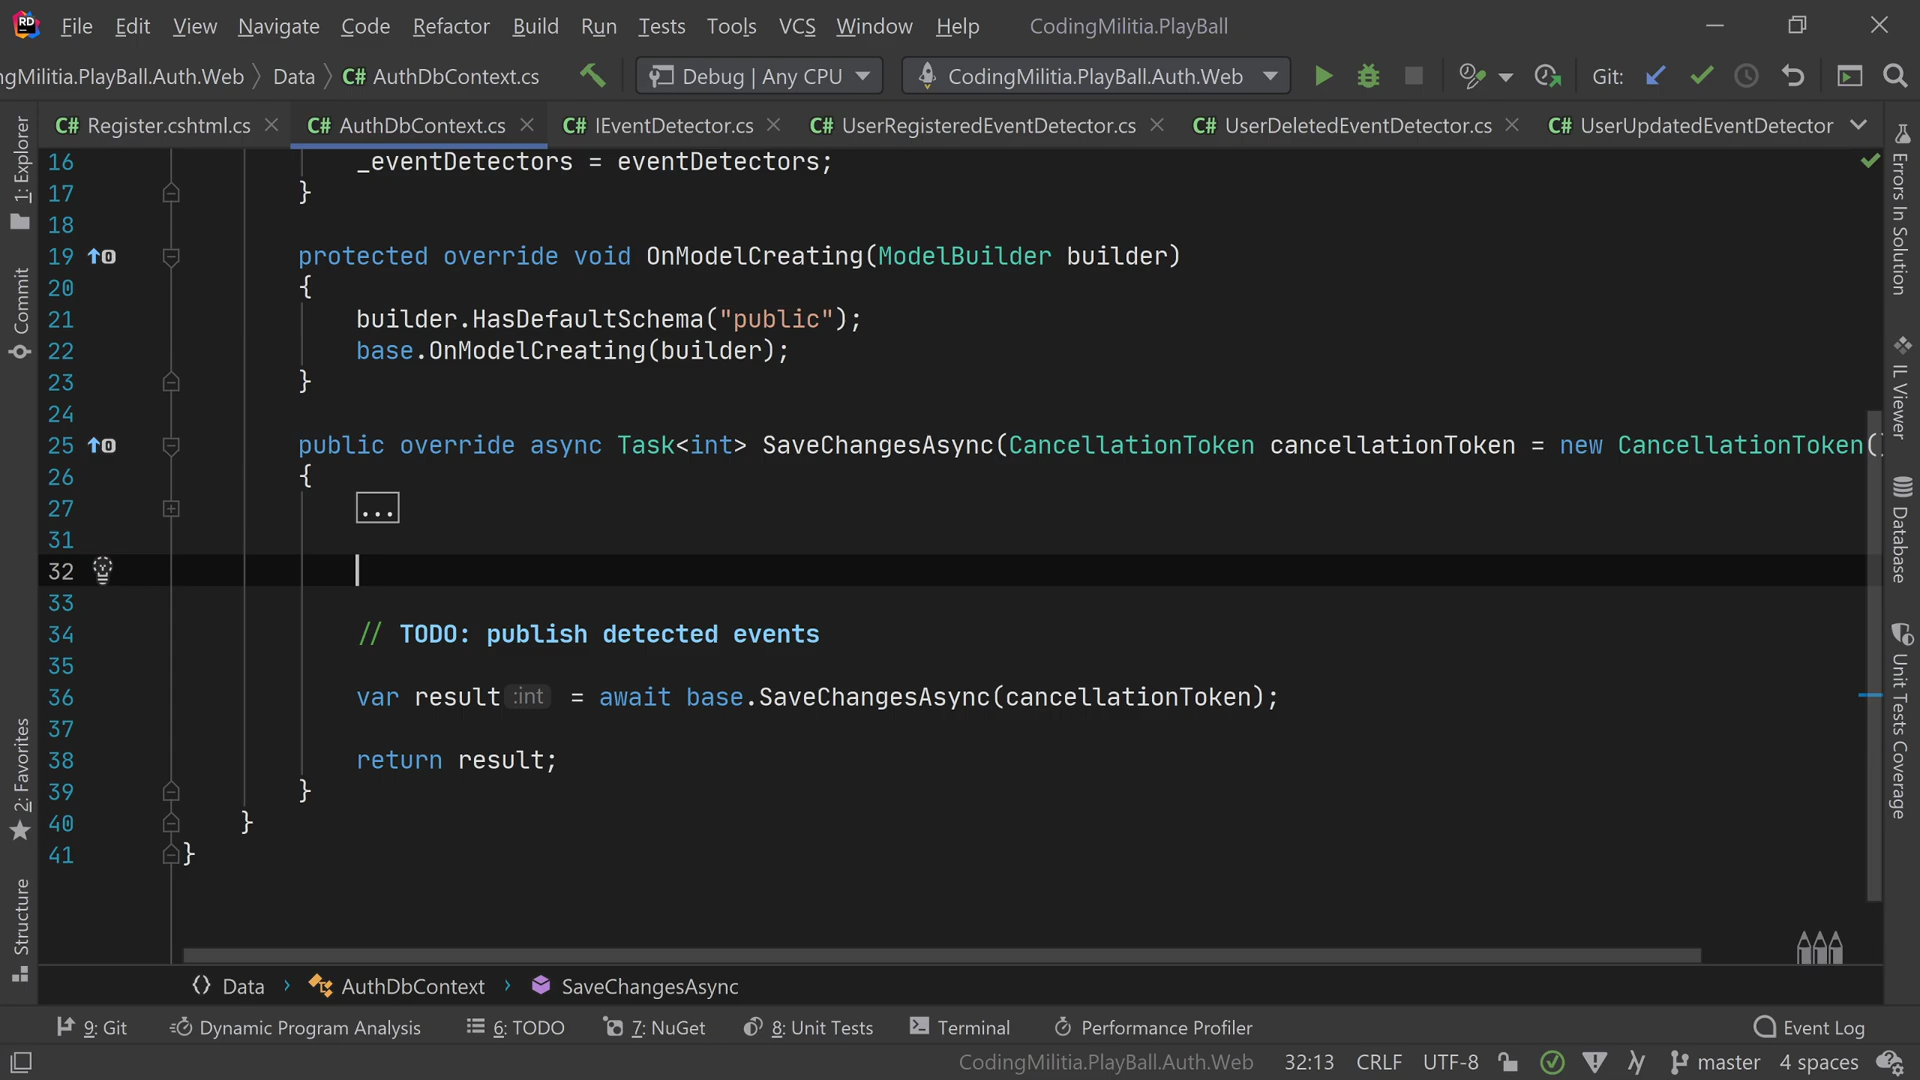 RD File Edit View Navigate Code Refactor Build Run Tests Tools VCS Window Help CodingMilitia.PlayBall
ngMilitia.PlayBall.Auth.Web Data C# AuthDbContext.cs Debug | Any CPU CodingMilitia.PlayBall.Auth.Web Git:
C# Register.cshtml.cs C# AuthDbContext.cs C# IEventDetector.cs C# UserRegisteredEventDetector.cs C# UserDeletedEventDetector.cs C# UserUpdatedEventDetector
16 _eventDetectors = eventDetectors;
17 }
18
19 protected override void OnModelCreating(ModelBuilder builder)
20 {
21 builder.HasDefaultSchema("public");
22 base.OnModelCreating(builder);
23 }
24
25 public override async Task<int> SaveChangesAsync(CancellationToken cancellationToken = new CancellationToken()
26 {
27 ...
31
32
33
34 // TODO: publish detected events
35
36 var result :int = await base.SaveChangesAsync(cancellationToken);
37
38 return result;
39 }
40 }
41 }
1: Explorer
Commit
2: Favorites
Structure
Errors In Solution
IL Viewer
Database
Unit Tests Coverage
Data AuthDbContext SaveChangesAsync
9: Git Dynamic Program Analysis 6: TODO 7: NuGet 8: Unit Tests Terminal Performance Profiler Event Log
CodingMilitia.PlayBall.Auth.Web 32:13 CRLF UTF-8 master 4 spaces